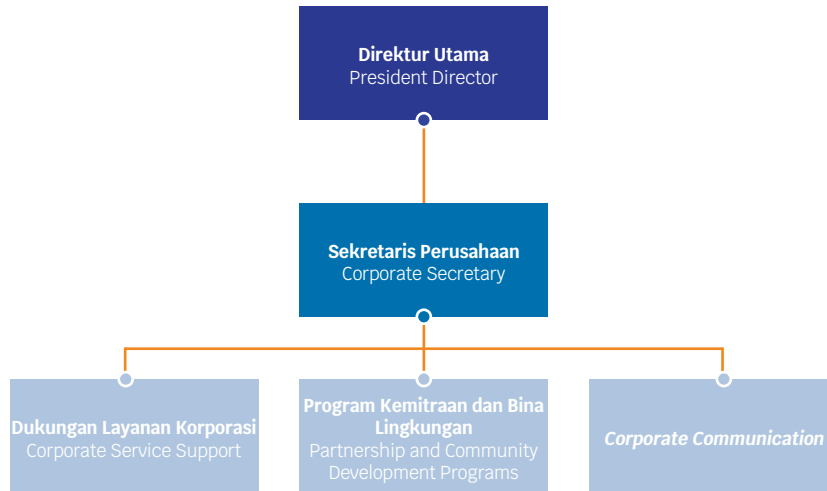 Direktur Utama
President Director
Sekretaris Perusahaan
Corporate Secretary
Dukungan Layanan Korporasi
Corporate Service Support
Program Kemitraan dan Bina
Lingkungan
Partnership and Community
Development Programs
Corporate Communication